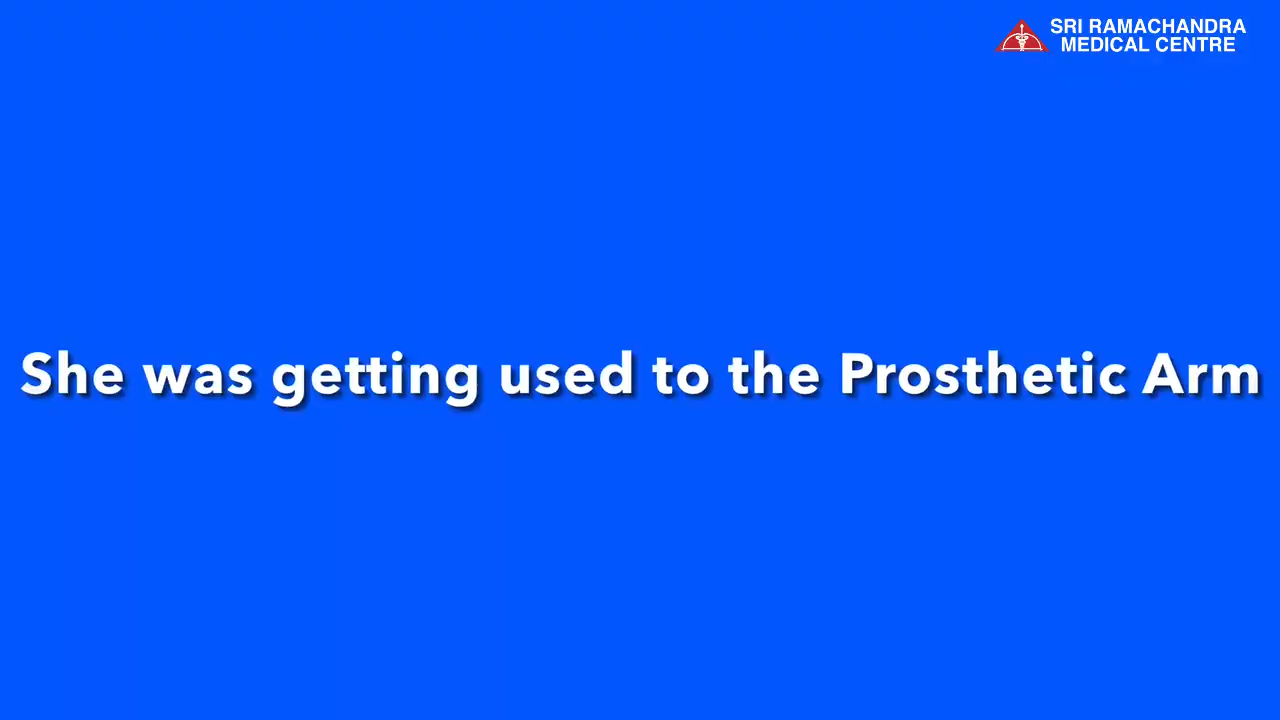 SRI RAMACHANDRA
MEDICAL CENTRE
She was getting used to the Prosthetic Arm